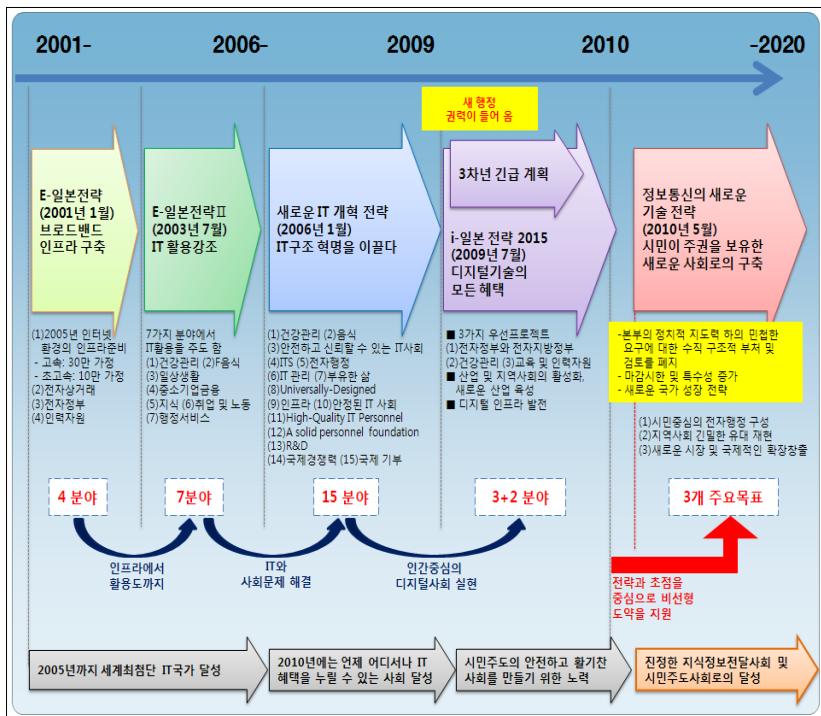 2001-
2006-
2009
2010
-2020
새 행정
권력이 들어 옴
E-일본전략
(2001년 1월)
브로드밴드
인프라 구축
E-일본전략Ⅱ
(2003년 7월)
IT 활용강조
새로운 IT 개혁 전략
(2006년 1월)
IT구조 혁명을 이끌다
3차년 긴급 계획
i-일본 전략 2015
(2009년 7월)
디지털기술의
모든 혜택
정보통신의 새로운
기술 전략
(2010년 5월)
시민이 주권을 보유한
새로운 사회로의 구축
(1)2005년 인터넷
환경의 인프라준비
- 고속: 30만 가정
- 초고속: 10만 가정
(2)전자상거래
(3)전자정부
(4)인력자원
7가지 분야에서
IT활용를 주도 함
(1)건강관리 (2)F음식
(3)일상생활
(4)중소기업금융
(5)지식 (6)취업 및 노동
(7)행정서비스
(1)건강관리 (2)음식
(3)안전하고 신뢰할 수 있는 IT사회
(4)ITS (5)전자행정
(6)IT 관리 (7)부유한 삶
(8)Universally-Designed
(9)인프라 (10)안정된 IT 사회
(11)High-Quality IT Personnel
(12)A solid personnel foundation
(13)R&D
(14)국제경쟁력 (15)국제 기부
■ 3가지 우선프로젝트
(1)전자정부와 전자지방정부
(2)건강관리 (3)교육 및 인력자원
■ 산업 및 지역사회의 활성화,
새로운 산업 육성
■ 디지털 인프라 발전
-본부의 정치적 지도력 하의 민첩한
요구에 대한 수직 구조적 부처 및
검토를 폐지
- 마감시한 및 특수성 증가
- 새로운 국가 성장 전략
(1)시민중심의 전자행정 구성
(2)지역사회 긴밀한 유대 재현
(3)새로운 시장 및 국제적인 확장창출
4 분야
7분야
15 분야
3+2 분야
3개 주요목표
인프라에서
활용도까지
IT와
사회문제 해결
인간중심의
디지털사회 실현
전략과 초점을
중심으로 비선형
도약을 지원
2005년까지 세계최첨단 IT국가 달성
2010년에는 언제 어디서나 IT
혜택을 누릴 수 있는 사회 달성
시민주도의 안전하고 활기찬
사회를 만들기 위한 노력
진정한 지식정보전달사회 및
시민주도사회로의 달성